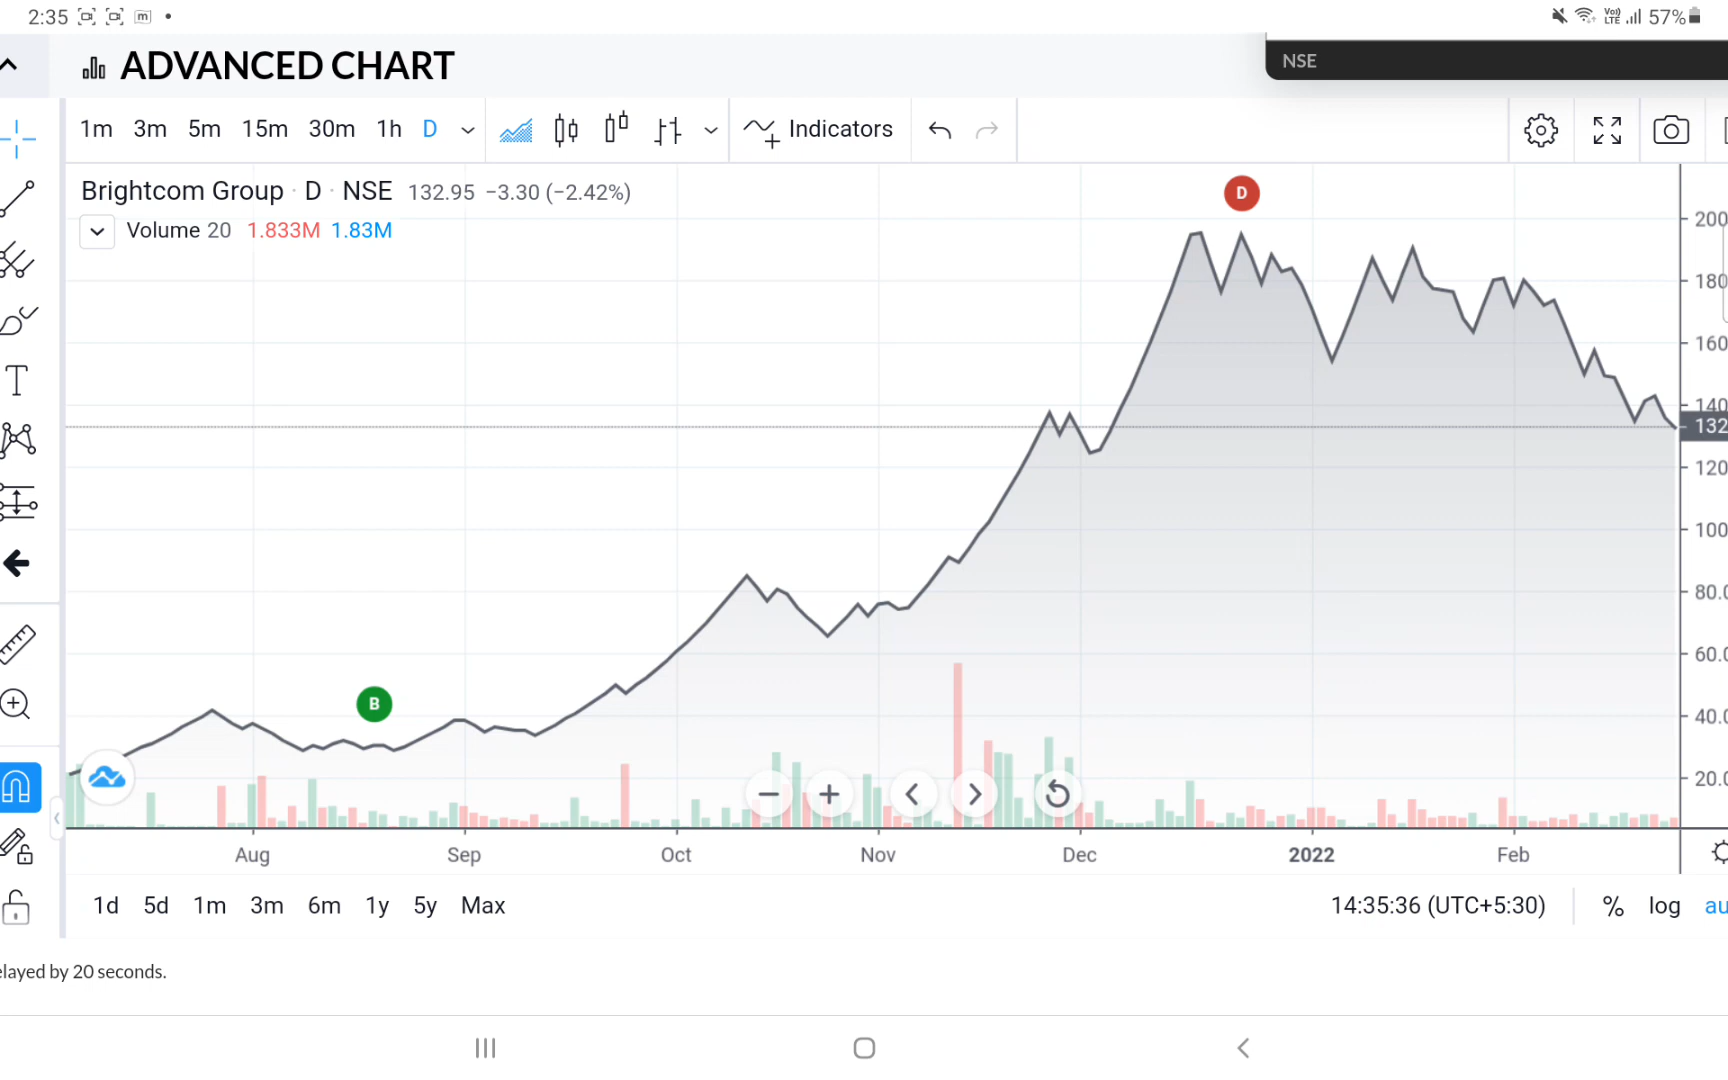 2:35 m 57%
NSE
ADVANCED CHART
1m 3m 5m 15m 30m 1h D Indicators
Brightcom Group · D · NSE 132.95 −3.30 (−2.42%)
Volume 20 1.833M 1.83M
D
B
T
200
180
160
140
132
120
100
80.0
60.0
40.0
20.0
Aug Sep Oct Nov Dec 2022 Feb
1d 5d 1m 3m 6m 1y 5y Max 14:35:36 (UTC+5:30) % log au
elayed by 20 seconds.